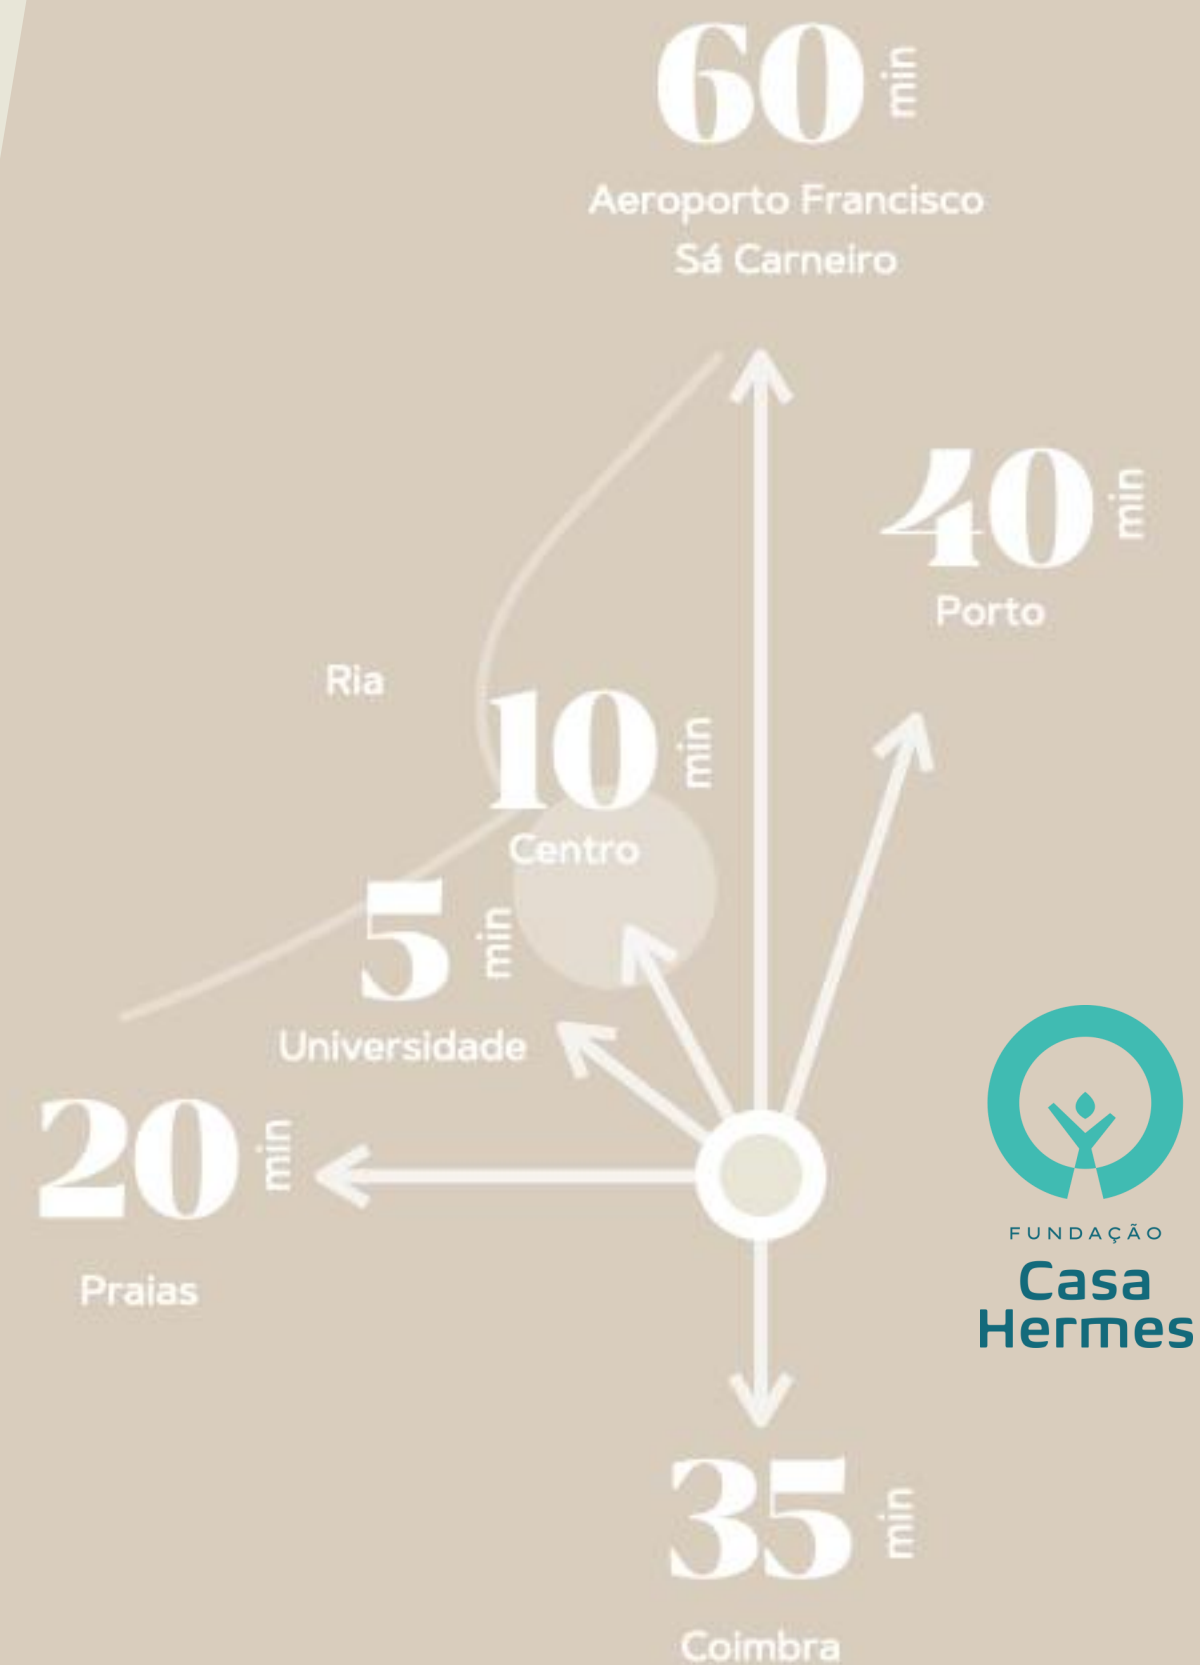 60 min
Aeroporto Francisco
Sá Carneiro
40 min
Porto
Ria
10 min
Centro
5 min
Universidade
20 min
Praias
FUNDAÇÃO
Casa
Hermes
35 min
Coimbra